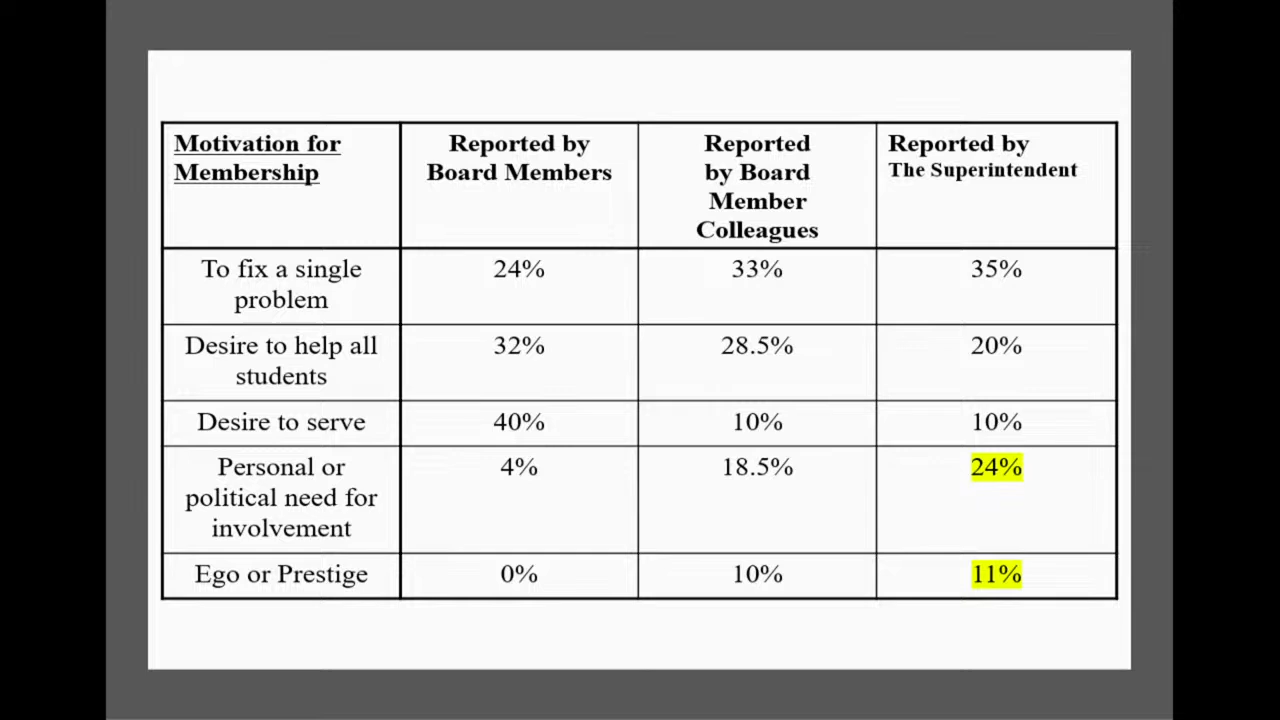 Motivation for
Membership
Reported by
Board Members
Reported
by Board
Member
Colleagues
Reported by
The Superintendent
To fix a single
problem
24%
33%
35%
Desire to help all
students
32%
28.5%
20%
Desire to serve
40%
10%
10%
Personal or
political need for
involvement
4%
18.5%
24%
Ego or Prestige
0%
10%
11%